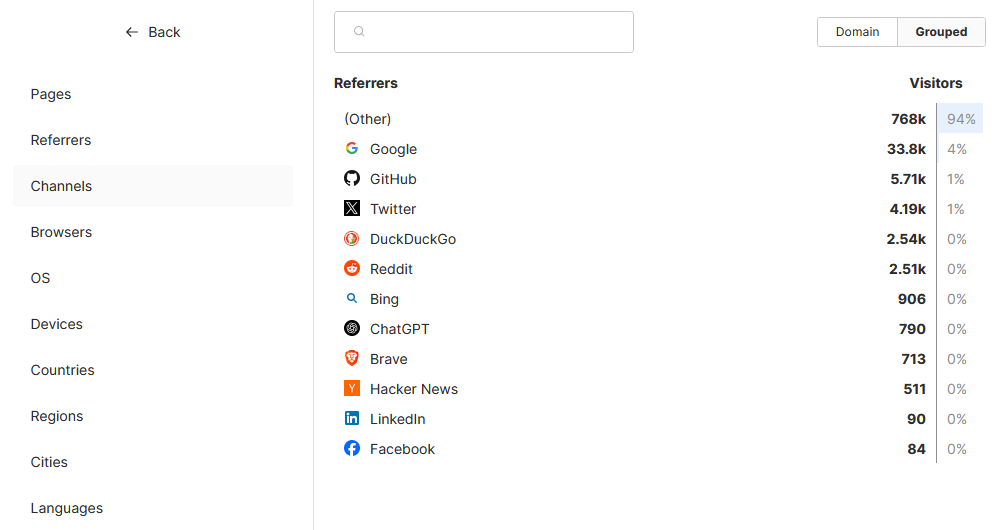 Back
Pages
Referrers
Channels
Browsers
OS
Devices
Countries
Regions
Cities
Languages
Domain Grouped
Referrers Visitors
(Other) 768k 94%
Google 33.8k 4%
GitHub 5.71k 1%
Twitter 4.19k 1%
DuckDuckGo 2.54k 0%
Reddit 2.51k 0%
Bing 906 0%
ChatGPT 790 0%
Brave 713 0%
Hacker News 511 0%
LinkedIn 90 0%
Facebook 84 0%